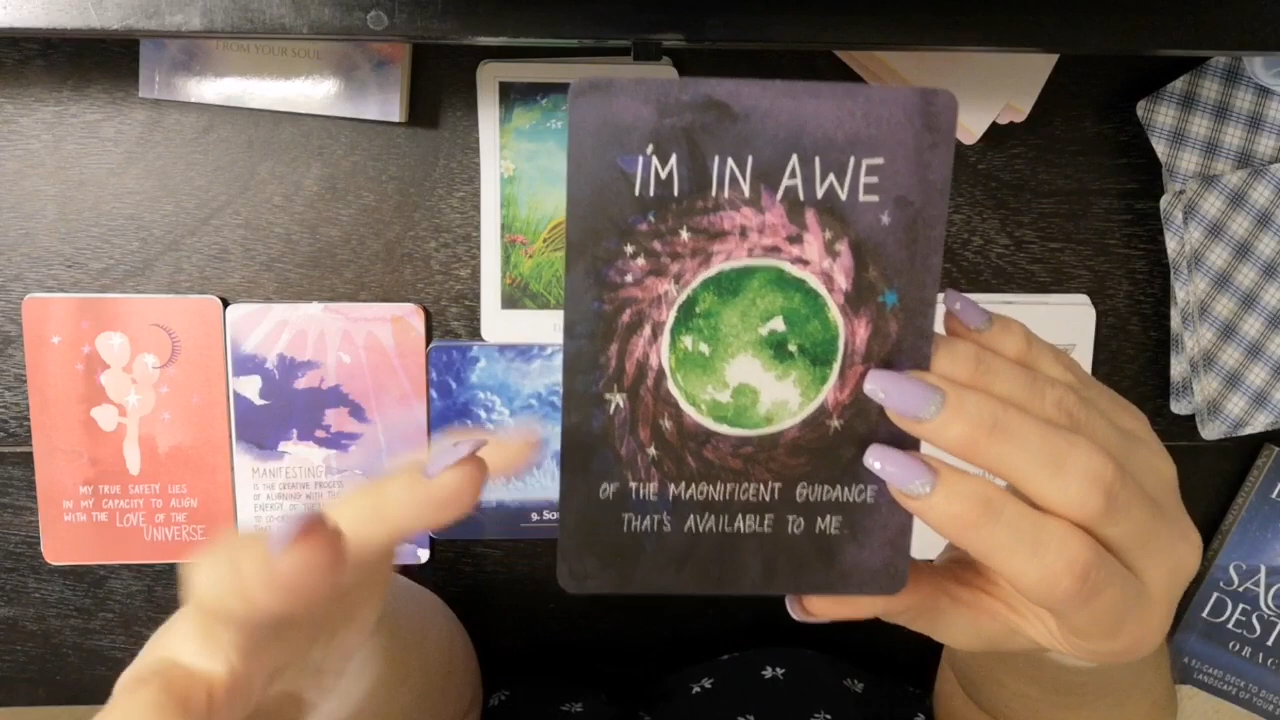 FROM YOUR SOUL
I'M IN AWE
OF THE MAGNIFICENT GUIDANCE
THAT'S AVAILABLE TO ME.
MY TRUE SAFETY LIES
IN MY CAPACITY TO ALIGN
WITH THE LOVE OF THE
UNIVERSE
MANIFESTING
IS THE CREATIVE PROCESS
OF ALIGNING WITH THE
ENERGY OF THE
9.
ORAC